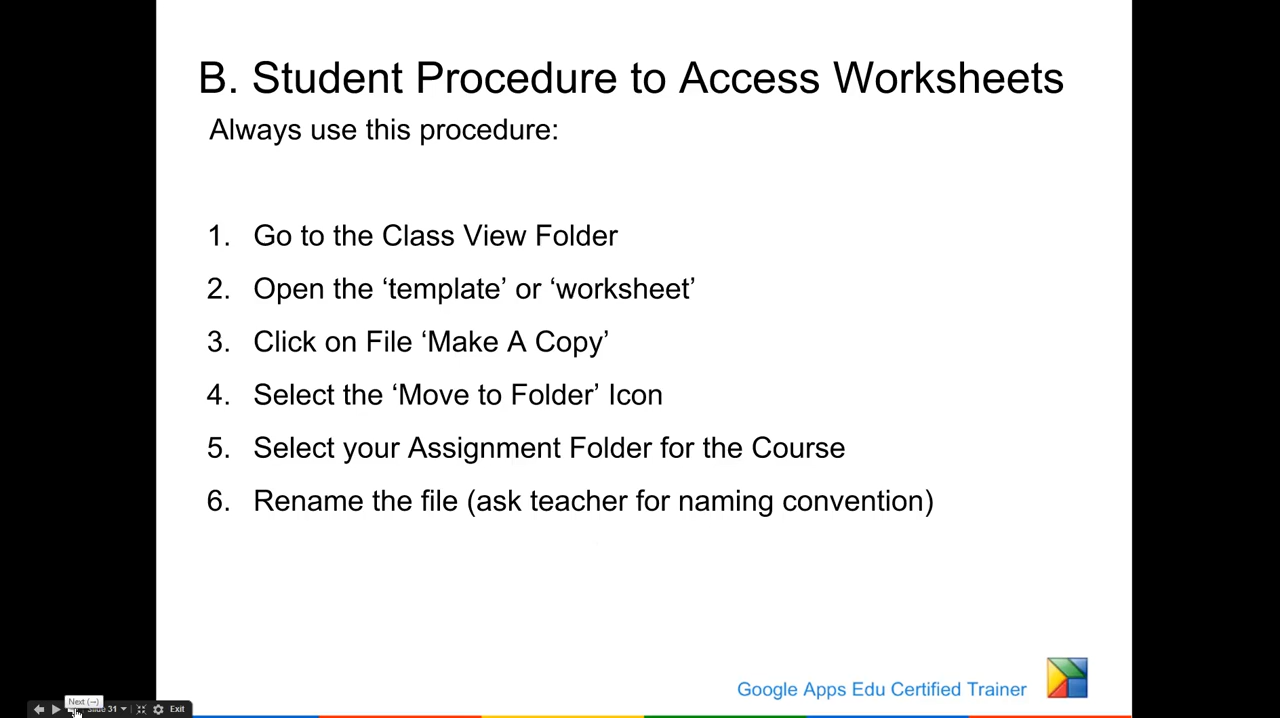 B. Student Procedure to Access Worksheets
Always use this procedure:
1. Go to the Class View Folder
2. Open the ‘template’ or ‘worksheet’
3. Click on File ‘Make A Copy’
4. Select the ‘Move to Folder’ Icon
5. Select your Assignment Folder for the Course
6. Rename the file (ask teacher for naming convention)
Google Apps Edu Certified Trainer
Next (→)
Slide 31
Exit